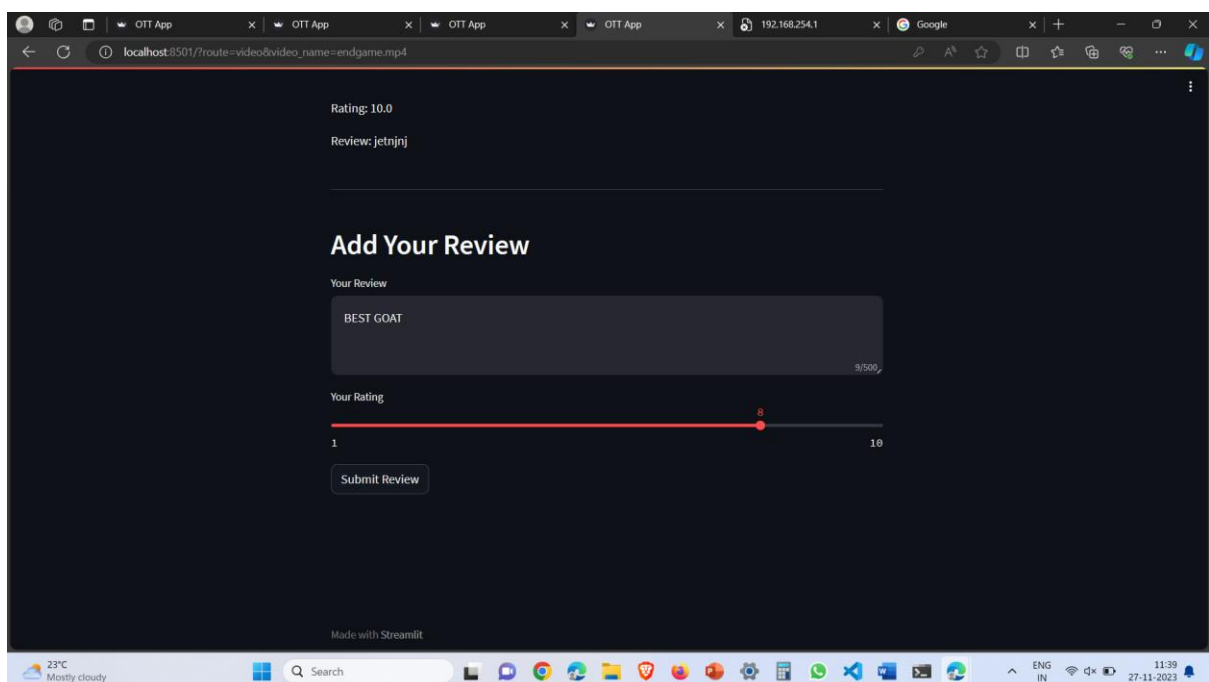 OTT App
OTT App
OTT App
OTT App
192.168.254.1
Google
localhost:8501/?route=video&video_name=endgame.mp4
Rating: 10.0
Review: jetnjnj
Add Your Review
Your Review
BEST GOAT
9/500
Your Rating
8
1 10
Submit Review
Made with Streamlit
23°C
Mostly cloudy
Search
ENG
IN
11:39
27-11-2023